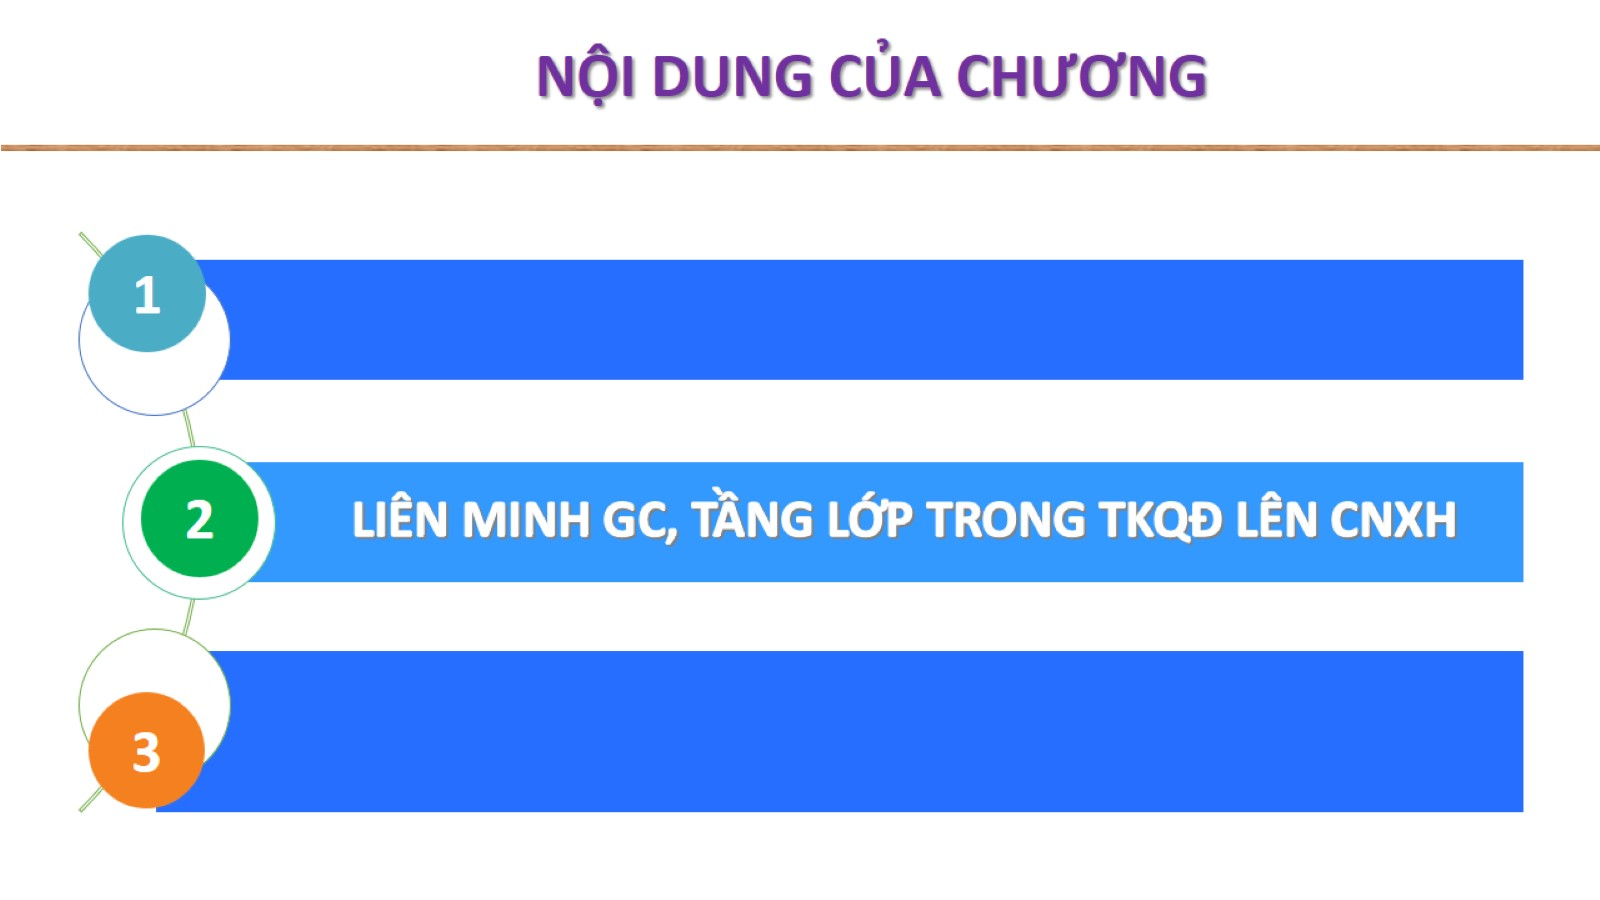 NỘI DUNG CỦA CHƯƠNG
1
2
LIÊN MINH GC, TẦNG LỚP TRONG TKQĐ LÊN CNXH
3